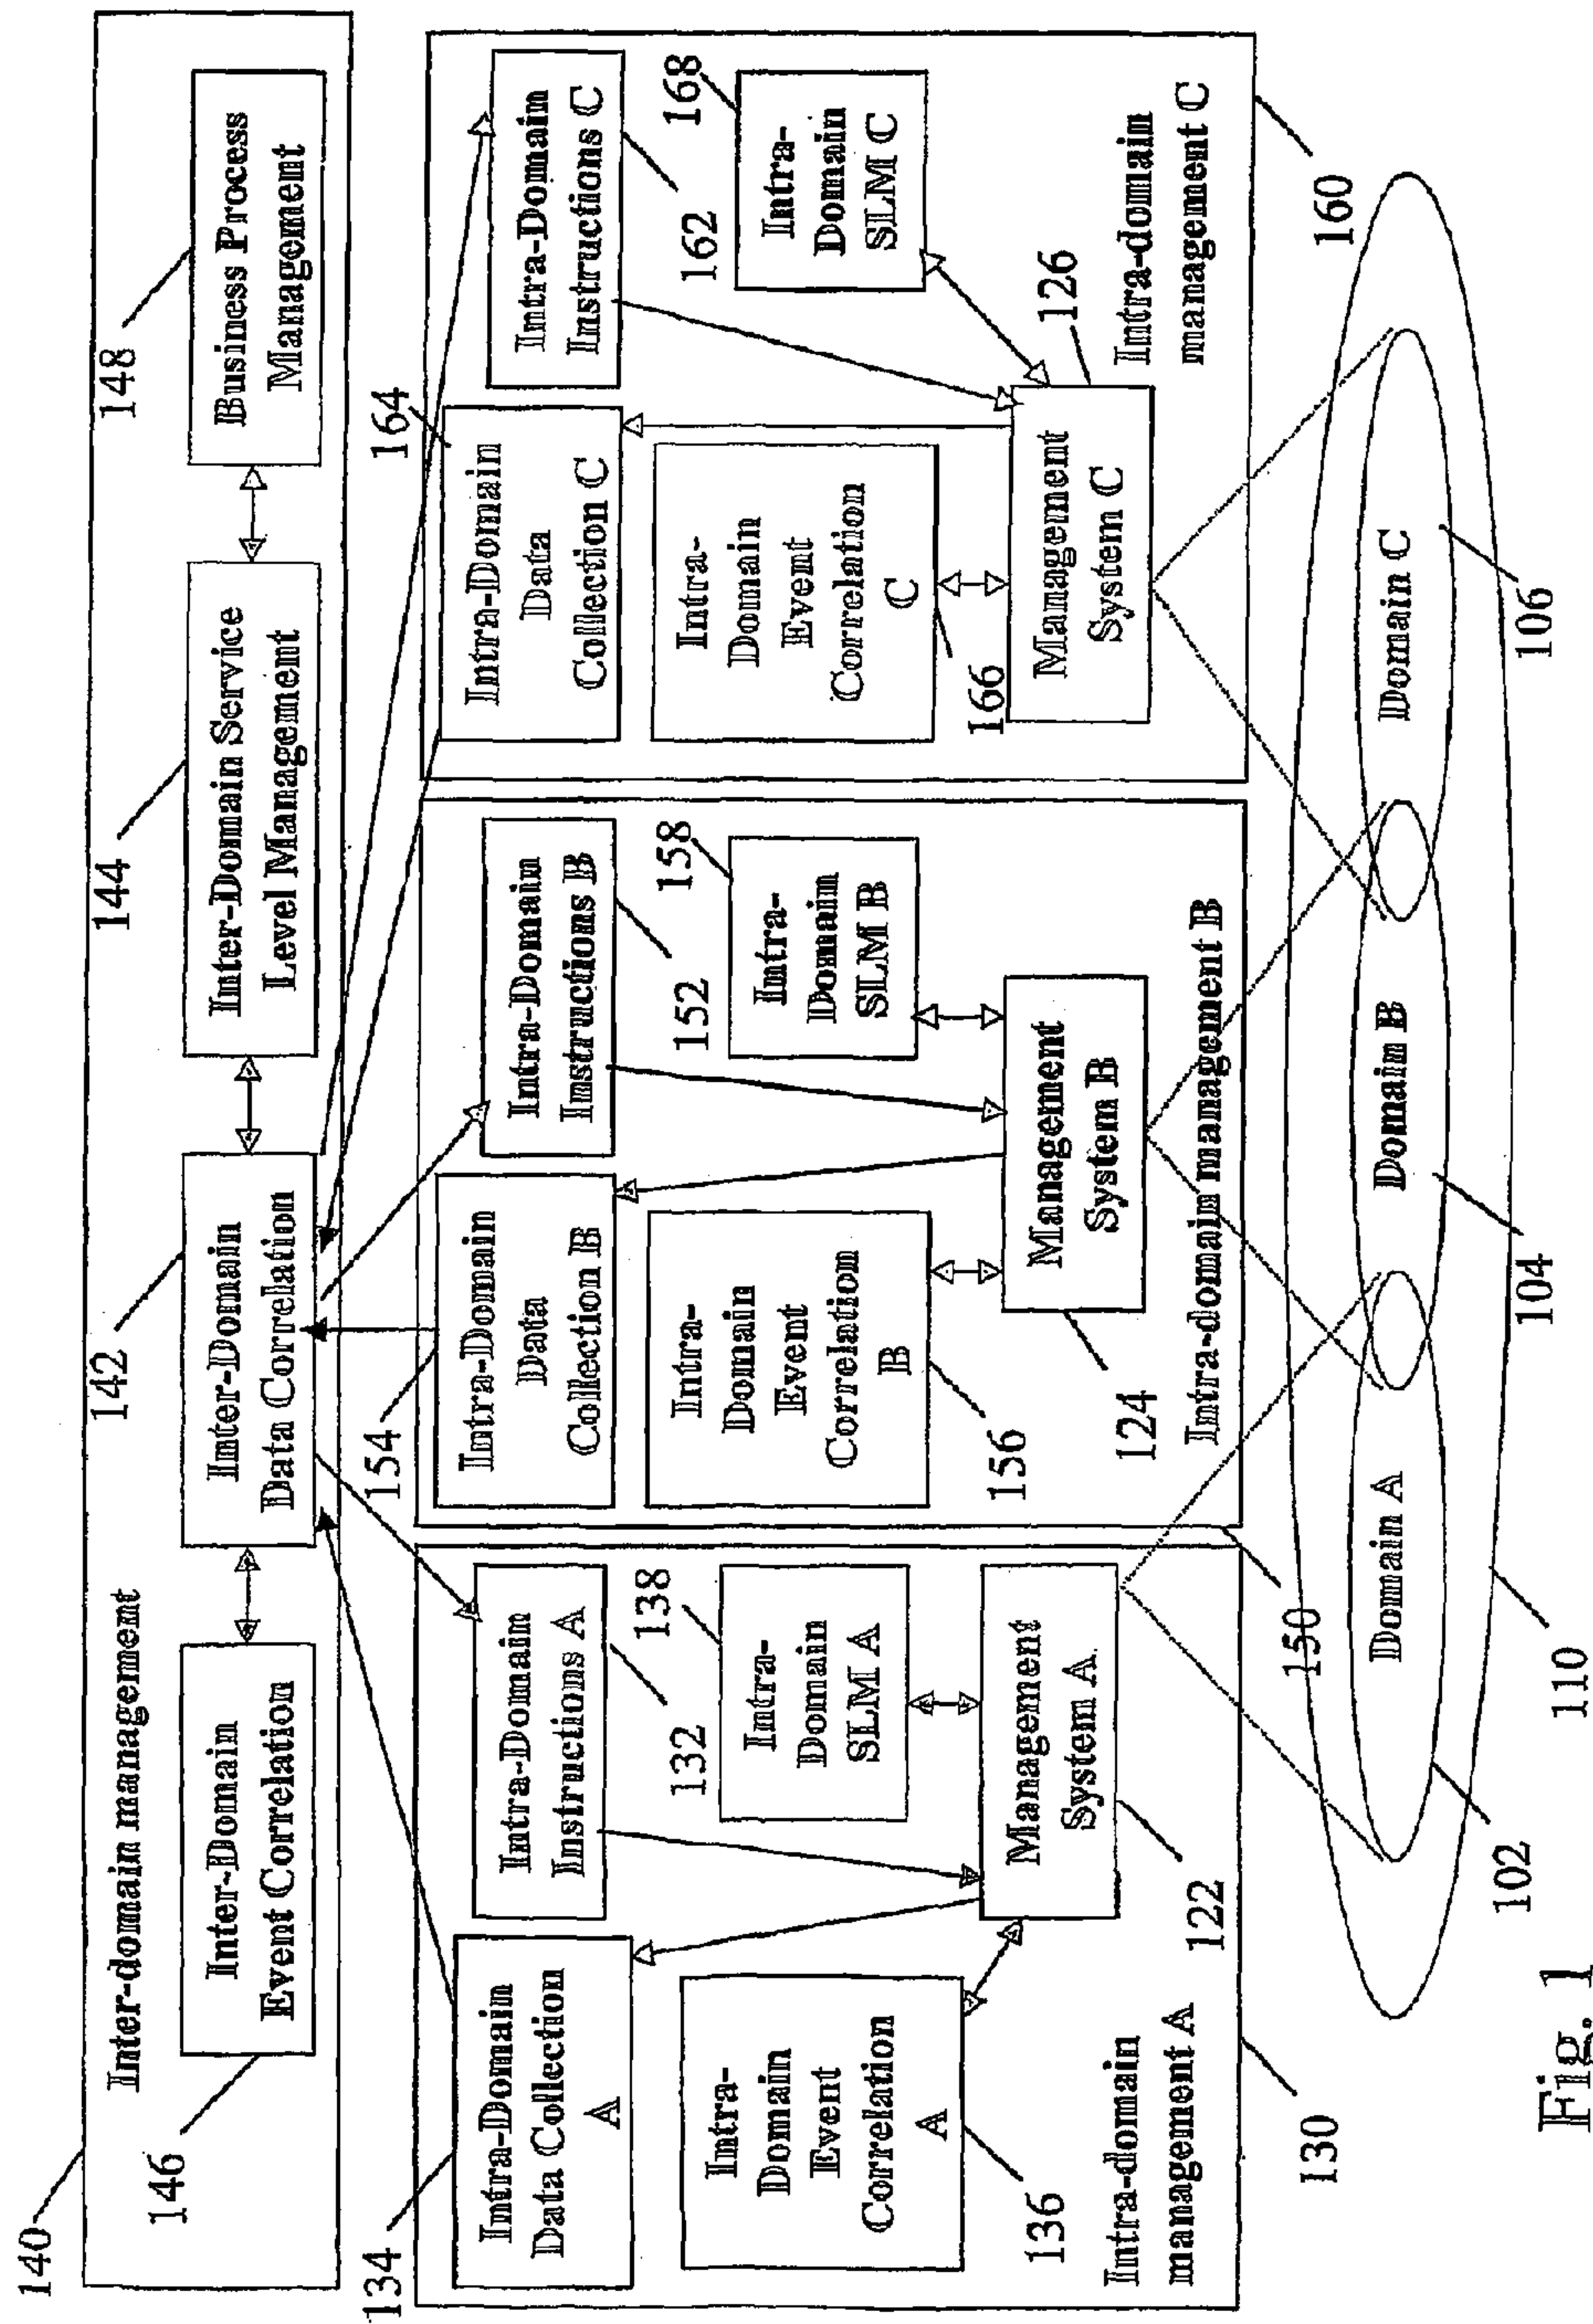 140
Inter-domain management
146
Inter-Domain
Event Correlation
142
Inter-Domain
Data Correlation
144
Inter-Domain Service
Level Management
148
Business Process
Management
134
Intra-Domain
Data Collection
A
Intra-Domain
Instructions A
132
Intra-
Domain
Event
Correlation
A
136
138
Intra-
Domain
SLM A
Management
System A
122
Intra-domain
management A
130
154
Intra-Domain
Data
Collection B
Intra-Domain
Instructions B
152
Intra-
Domain
Event
Correlation
B
156
158
Intra-
Domain
SLM B
Management
System B
124
Intra-domain management B
150
164
Intra-Domain
Data
Collection C
Intra-Domain
Instructions C
162
Intra-
Domain
Event
Correlation
C
166
168
Intra-
Domain
SLM C
Management
System C
126
Intra-domain
management C
160
Domain A
Domain B
Domain C
102
110
104
106
Fig. 1